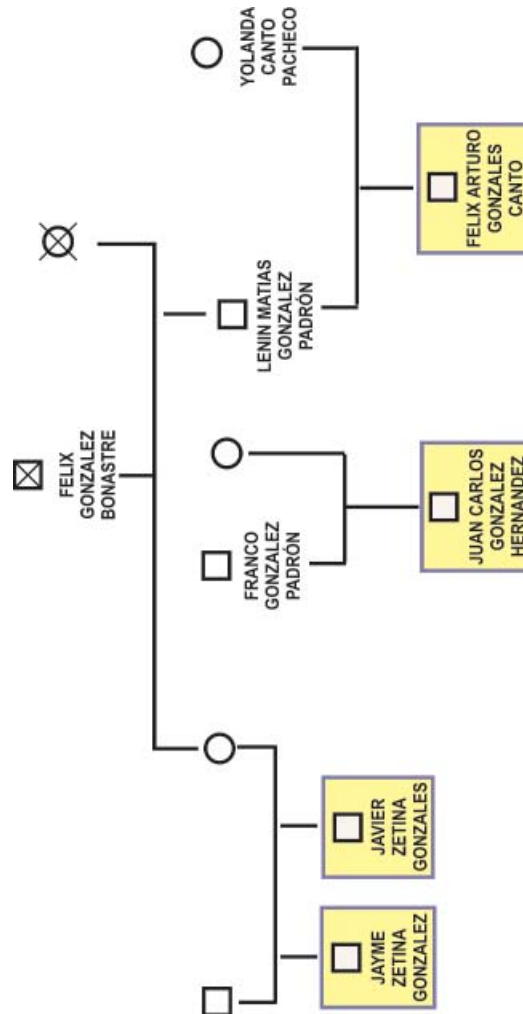 FELIX
GONZALEZ
BONASTRE
YOLANDA
CANTO
PACHECO
LENIN MATIAS
GONZALEZ
PADRÓN
FRANCO
GONZALEZ
PADRÓN
FELIX ARTURO
GONZALES
CANTO
JUAN CARLOS
GONZALEZ
HERNANDEZ
JAVIER
ZETINA
GONZALES
JAYME
ZETINA
GONZALEZ